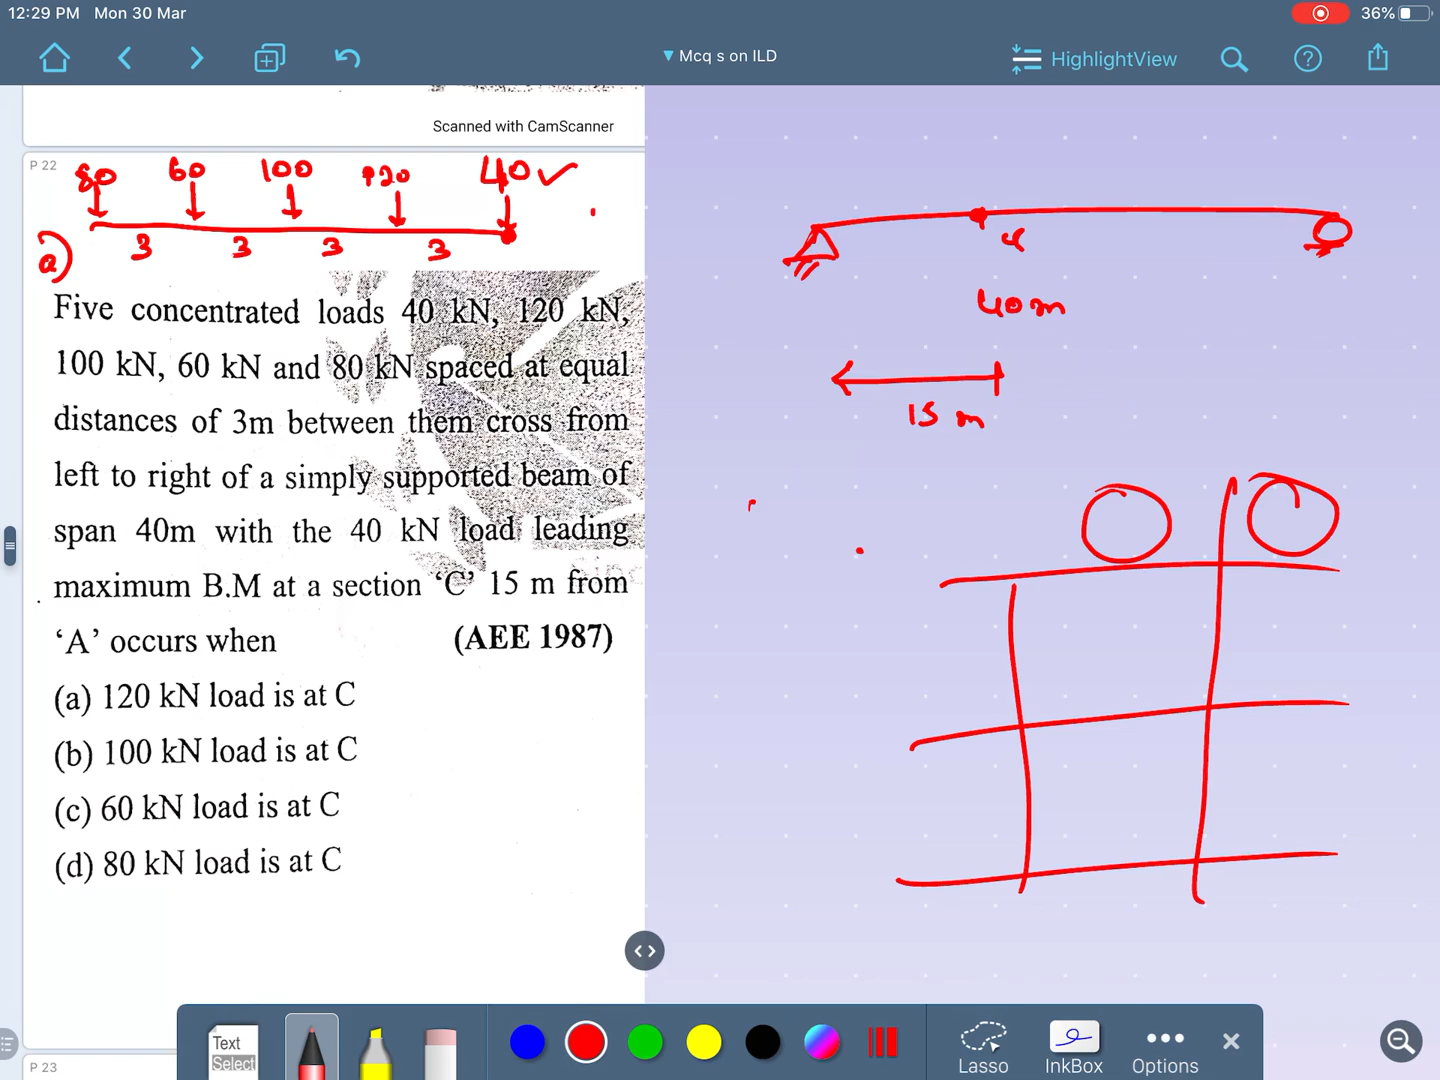 12:29 PM Mon 30 Mar
36%
Mcq s on ILD
HighlightView
Scanned with CamScanner
P 22
80 60 100 120 40
3 3 3 3
a)
Five concentrated loads 40 kN, 120 kN,
100 kN, 60 kN and 80 kN spaced at equal
distances of 3m between them cross from
left to right of a simply supported beam of
span 40m with the 40 kN load leading
maximum B.M at a section ‘C’ 15 m from
‘A’ occurs when (AEE 1987)
(a) 120 kN load is at C
(b) 100 kN load is at C
(c) 60 kN load is at C
(d) 80 kN load is at C
40 m
15 m
P 23
Text
Select
Lasso
InkBox
Options